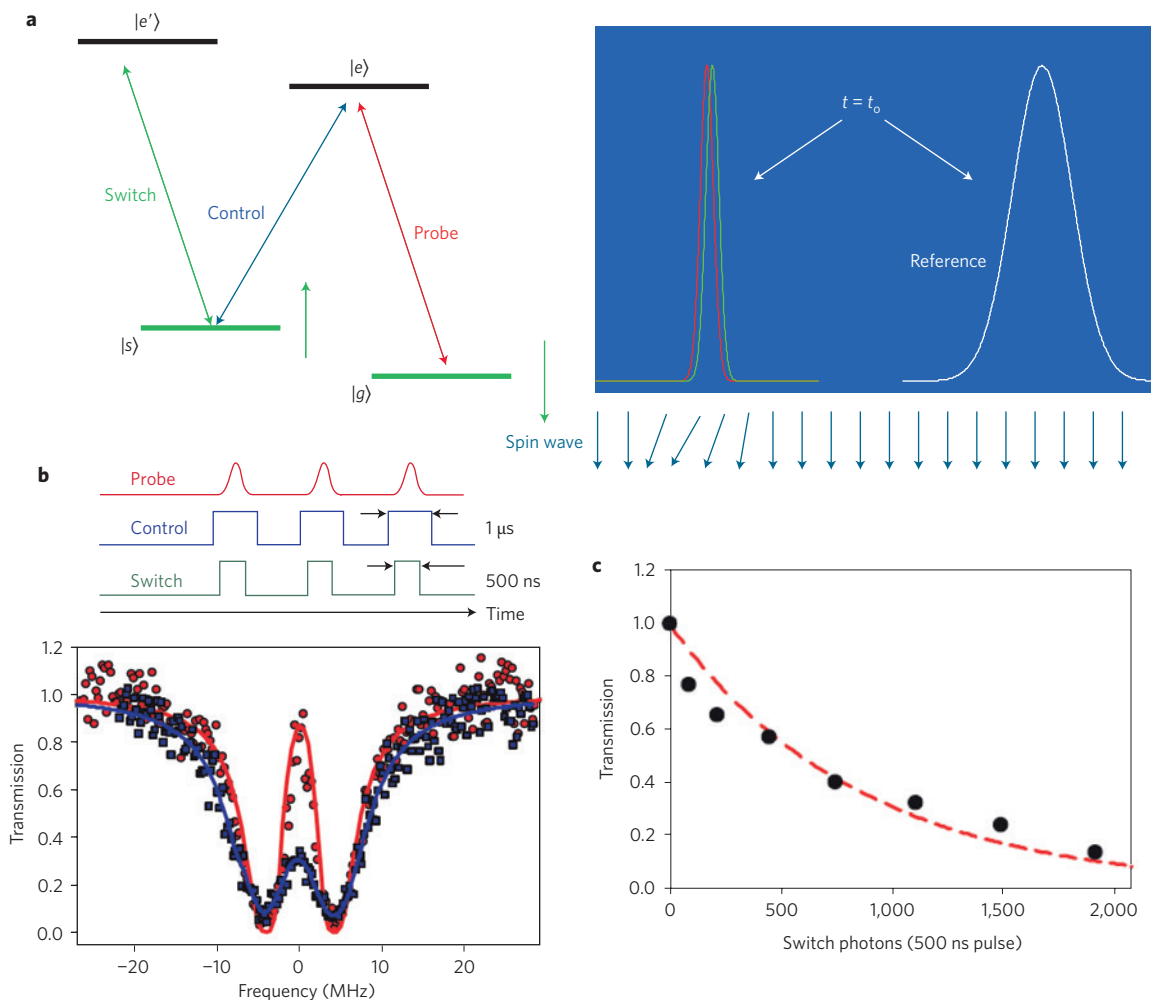 a
|e′⟩
|e⟩
Switch
Control
Probe
|s⟩
|g⟩
t = t₀
Reference
Spin wave
b
Probe
Control
1 µs
Switch
500 ns
Time
1.2
1.0
0.8
0.6
0.4
0.2
0.0
Transmission
−20 −10 0 10 20
Frequency (MHz)
c
1.2
1.0
0.8
0.6
0.4
0.2
0.0
Transmission
0 500 1,000 1,500 2,000
Switch photons (500 ns pulse)